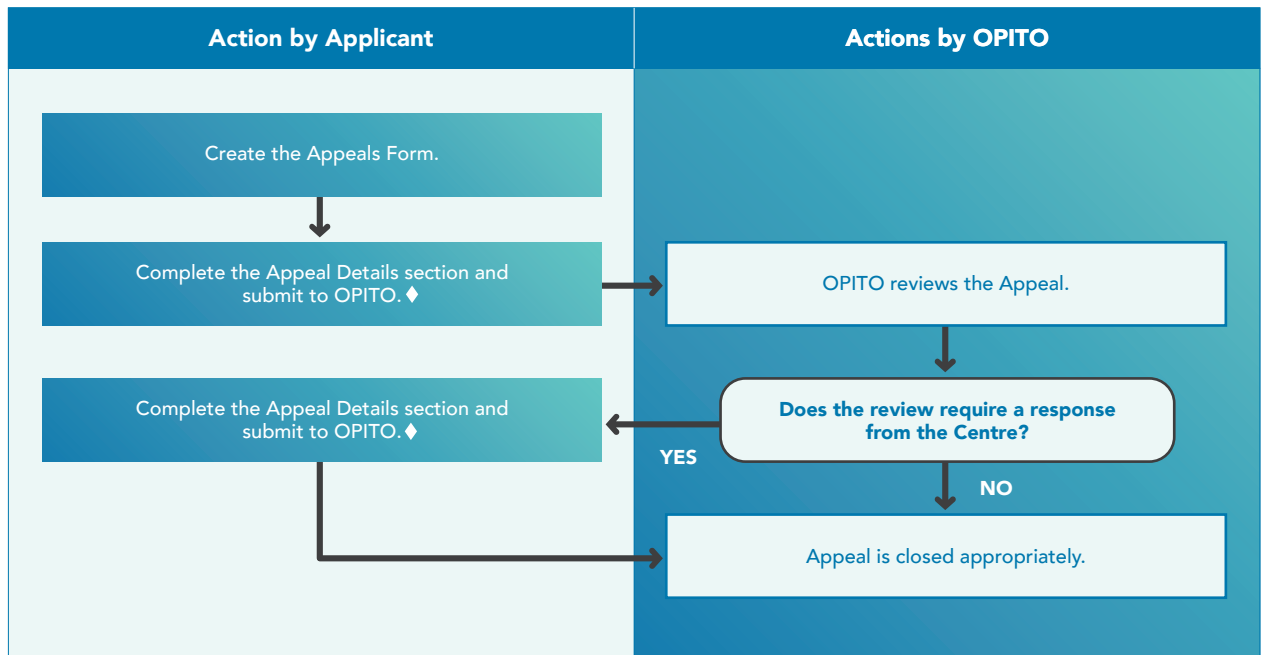 Action by Applicant
Actions by OPITO
Create the Appeals Form.
Complete the Appeal Details section and
submit to OPITO. ♦
OPITO reviews the Appeal.
Complete the Appeal Details section and
submit to OPITO. ♦
Does the review require a response
from the Centre?
YES
NO
Appeal is closed appropriately.